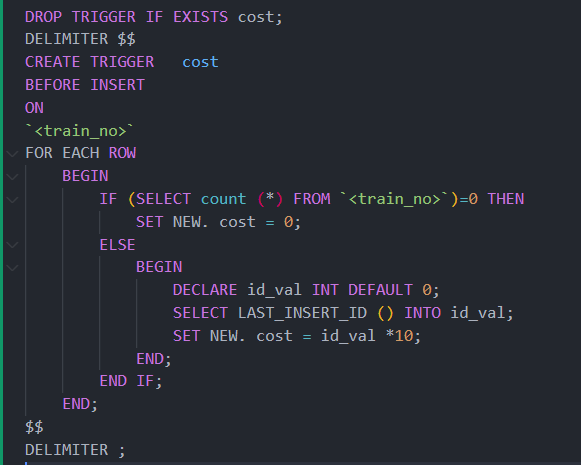 DROP TRIGGER IF EXISTS cost;
DELIMITER $$
CREATE TRIGGER   cost
BEFORE INSERT
ON
`<train_no>`
FOR EACH ROW
    BEGIN
        IF (SELECT count (*) FROM `<train_no>`)=0 THEN
            SET NEW. cost = 0;
        ELSE
            BEGIN
                DECLARE id_val INT DEFAULT 0;
                SELECT LAST_INSERT_ID () INTO id_val;
                SET NEW. cost = id_val *10;
            END;
        END IF;
    END;
$$
DELIMITER ;